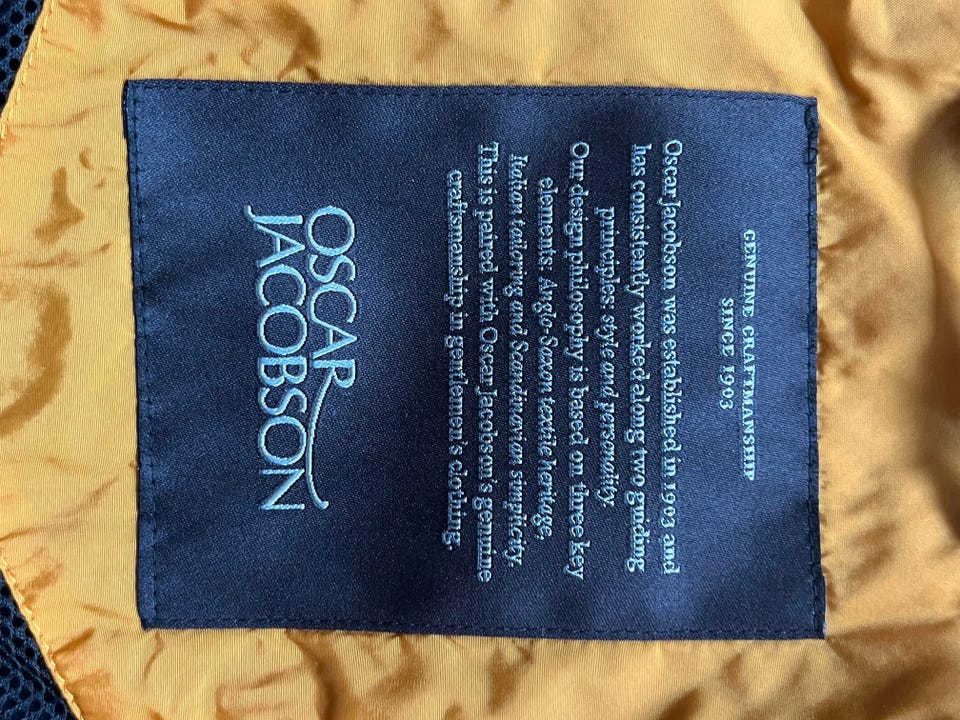 GENUINE CRAFTMANSHIP
SINCE 1903
Oscar Jacobson was established in 1903 and
has consistently worked along two guiding
principles: style and personality.
Our design philosophy is based on three key
elements: Anglo-Saxon textile heritage,
Italian tailoring and Scandinavian simplicity.
This is paired with Oscar Jacobson's genuine
craftsmanship in gentlemen's clothing.
OSCAR
JACOBSON